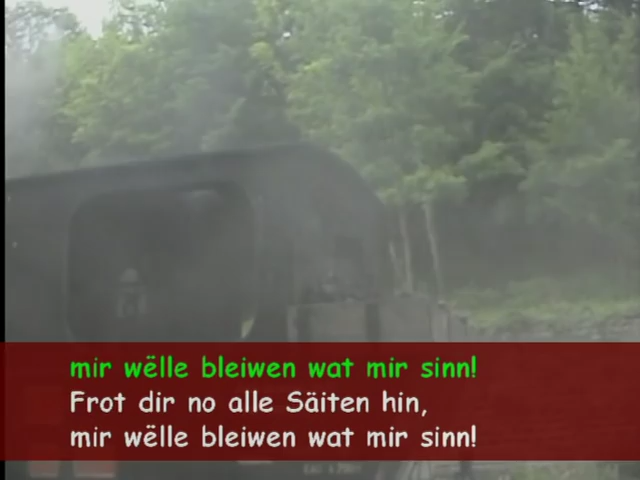 mir wëlle bleiwen wat mir sinn!
Frot dir no alle Säiten hin,
mir wëlle bleiwen wat mir sinn!